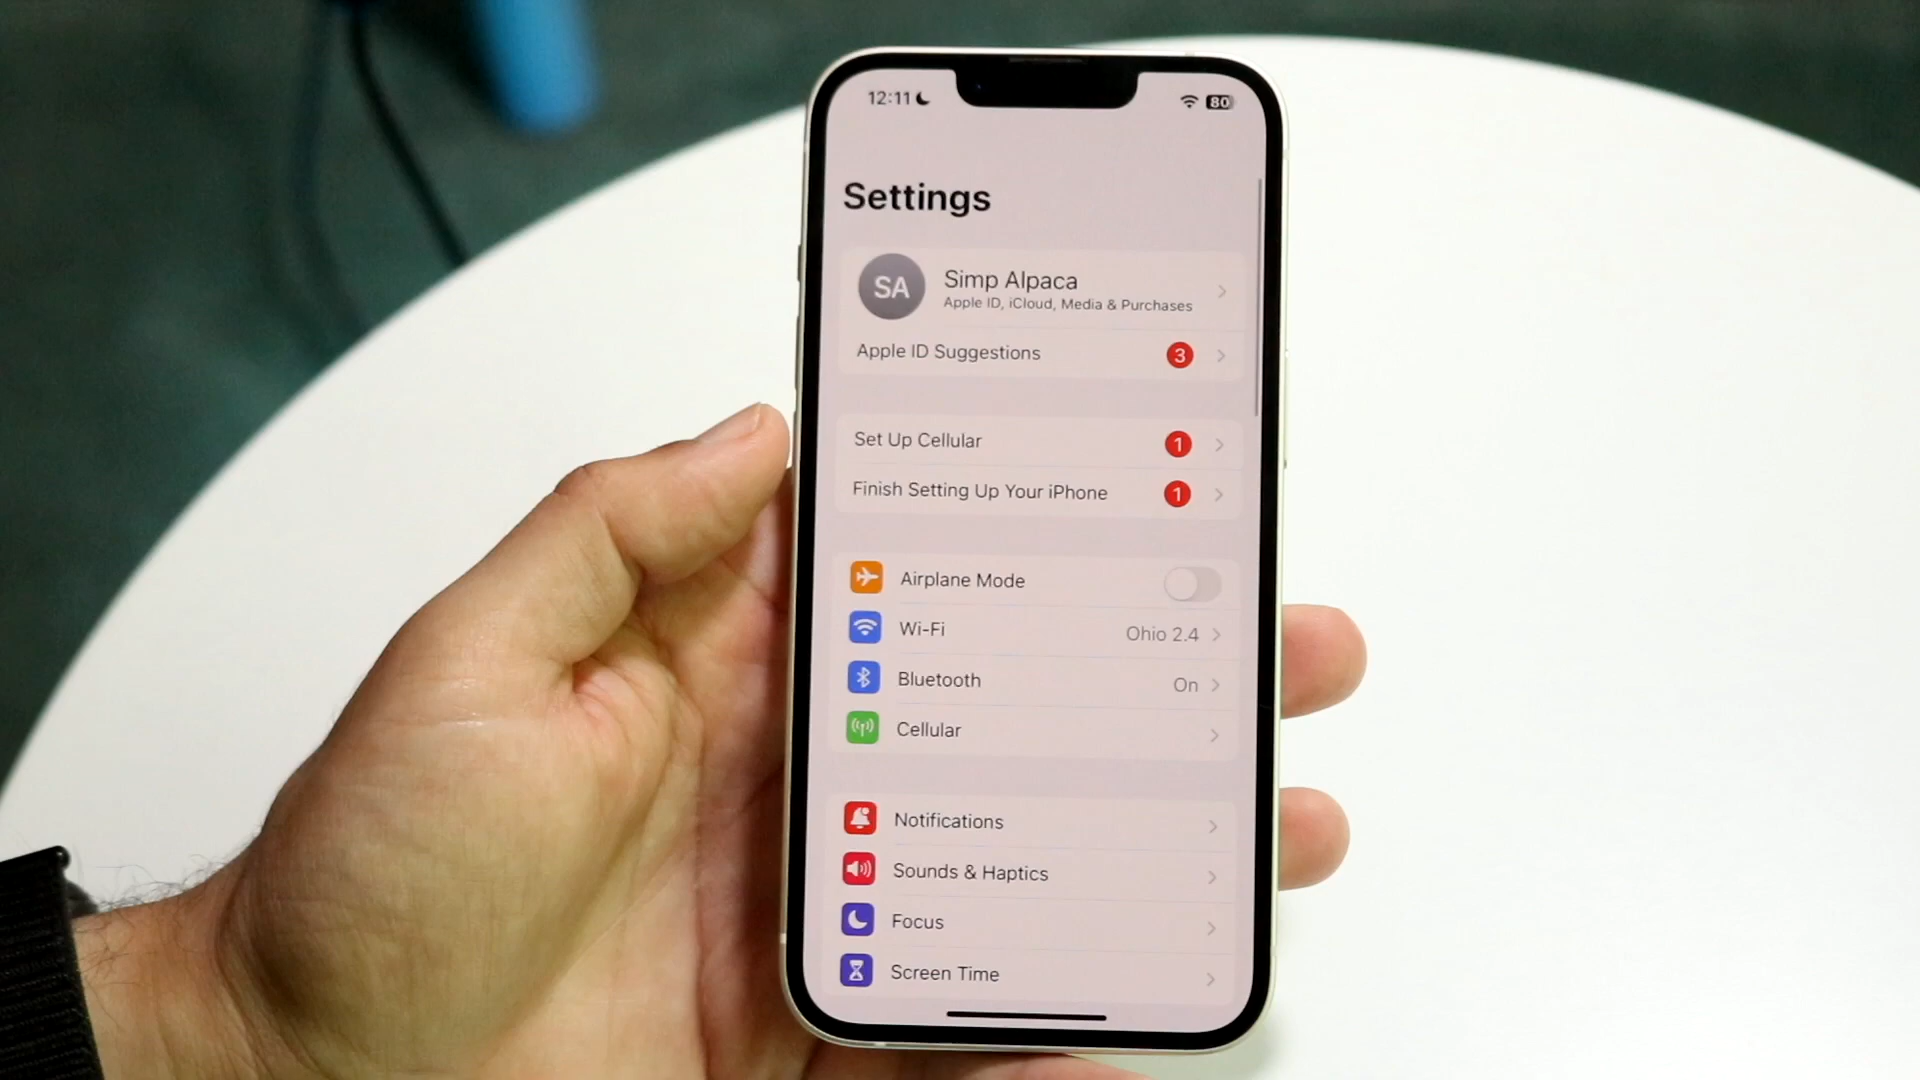 12:11
80
Settings
SA
Simp Alpaca
Apple ID, iCloud, Media & Purchases
Apple ID Suggestions 3
Set Up Cellular 1
Finish Setting Up Your iPhone 1
Airplane Mode
Wi-Fi Ohio 2.4
Bluetooth On
Cellular
Notifications
Sounds & Haptics
Focus
Screen Time